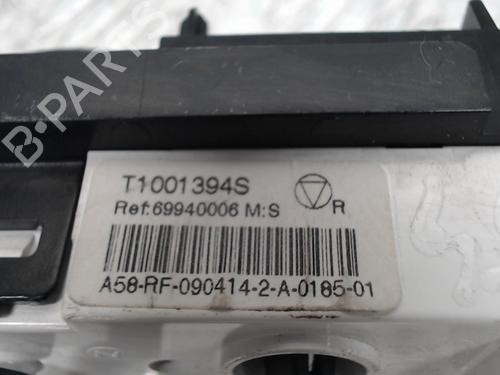 T1001394S
Ref:69940006 M:S
R
A58-RF-090414-2-A-0185-01
B-PARTS